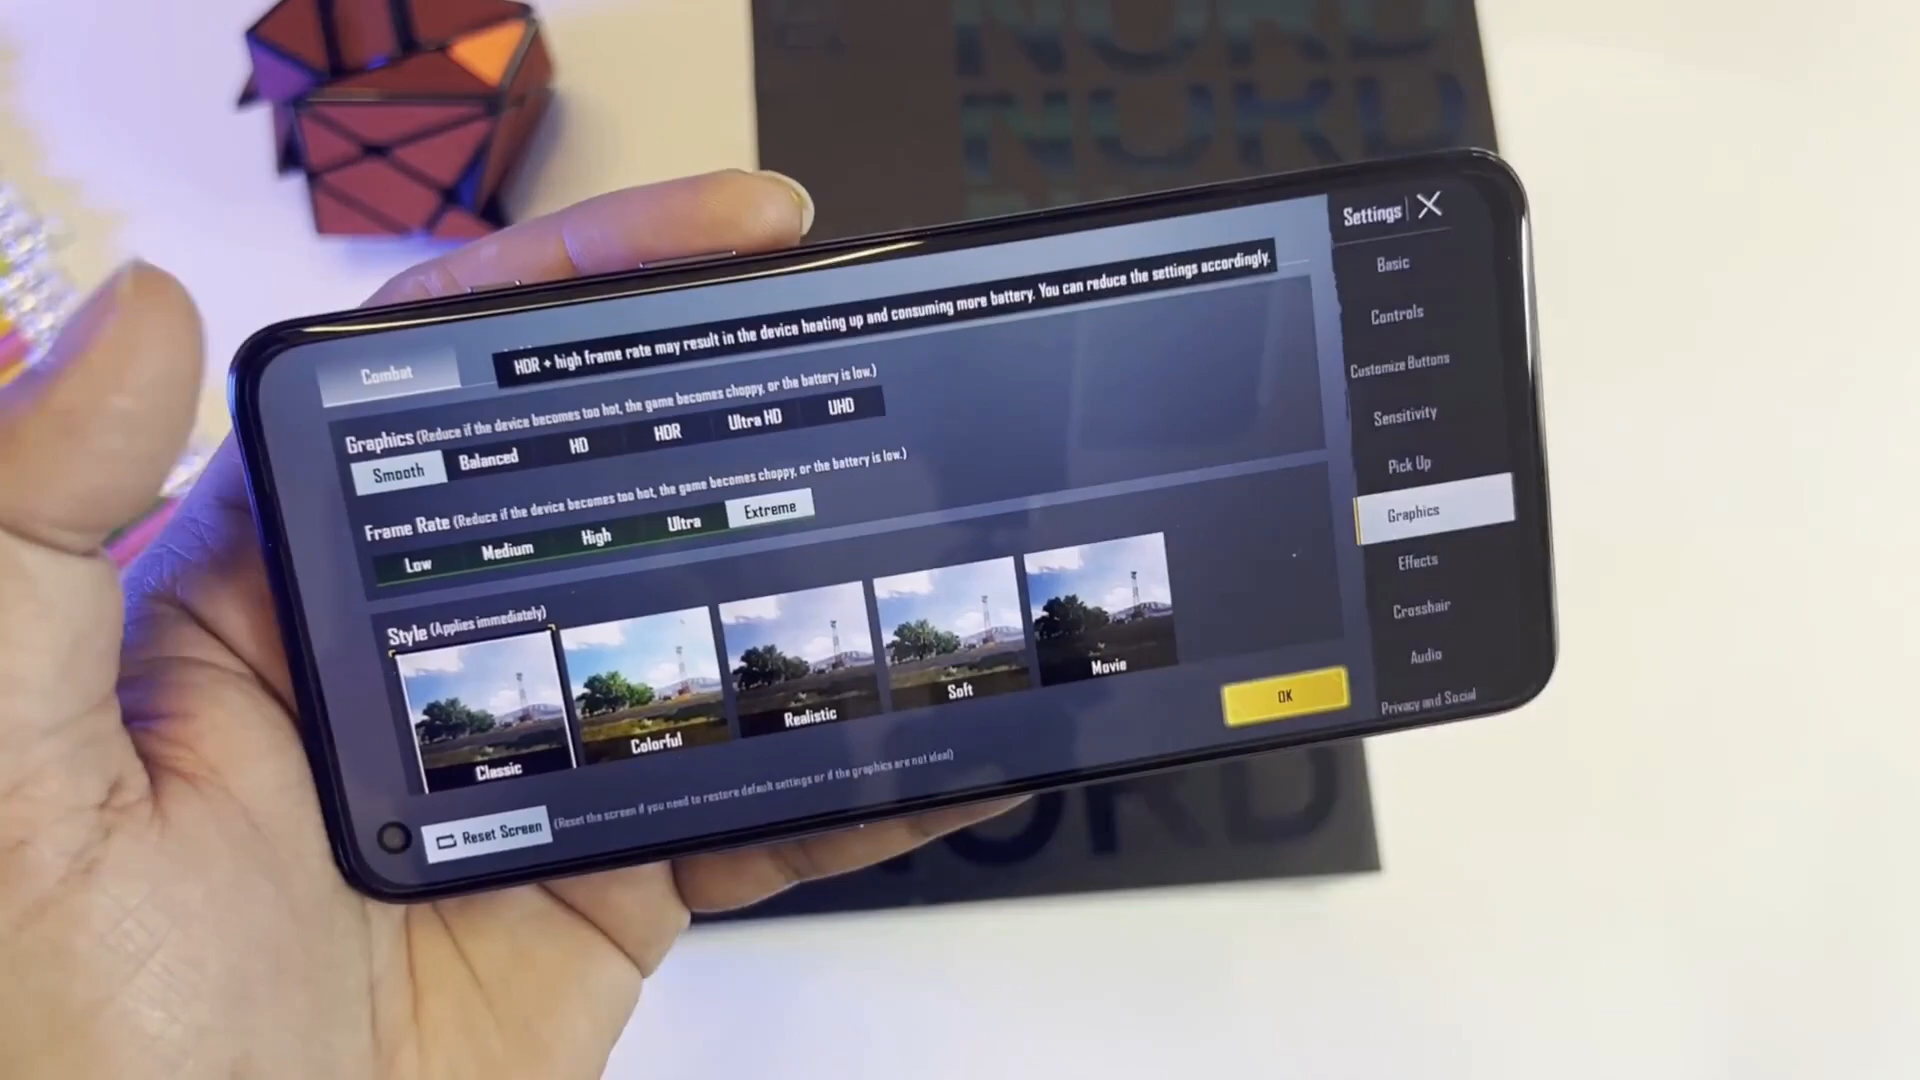 NORD
NORD
Settings
HDR + high frame rate may result in the device heating up and consuming more battery. You can reduce the settings accordingly.
Combat
Graphics (Reduce if the device becomes too hot, the game becomes choppy, or the battery is low.)
Smooth Balanced HD HDR Ultra HD UHD
Frame Rate (Reduce if the device becomes too hot, the game becomes choppy, or the battery is low.)
Low Medium High Ultra Extreme
Style (Applies immediately)
Classic Colorful Realistic Soft Movie
OK
Reset Screen (Reset the screen if you need to restore default settings or if the graphics are not ideal)
Basic
Controls
Customize Buttons
Sensitivity
Pick Up
Graphics
Effects
Crosshair
Audio
Privacy and Social
NORD